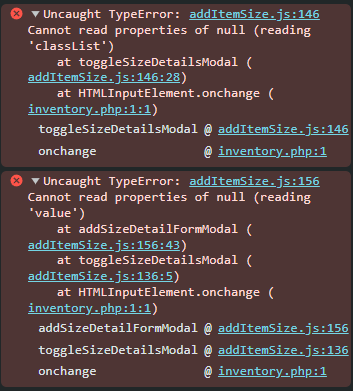 Uncaught TypeError: addItemSize.js:146
Cannot read properties of null (reading
'classList')
at toggleSizeDetailsModal (
addItemSize.js:146:28)
at HTMLInputElement.onchange (
inventory.php:1:1)
toggleSizeDetailsModal @ addItemSize.js:146
onchange @ inventory.php:1
Uncaught TypeError: addItemSize.js:156
Cannot read properties of null (reading
'value')
at addSizeDetailFormModal (
addItemSize.js:156:43)
at toggleSizeDetailsModal (
addItemSize.js:136:5)
at HTMLInputElement.onchange (
inventory.php:1:1)
addSizeDetailFormModal @ addItemSize.js:156
toggleSizeDetailsModal @ addItemSize.js:136
onchange @ inventory.php:1